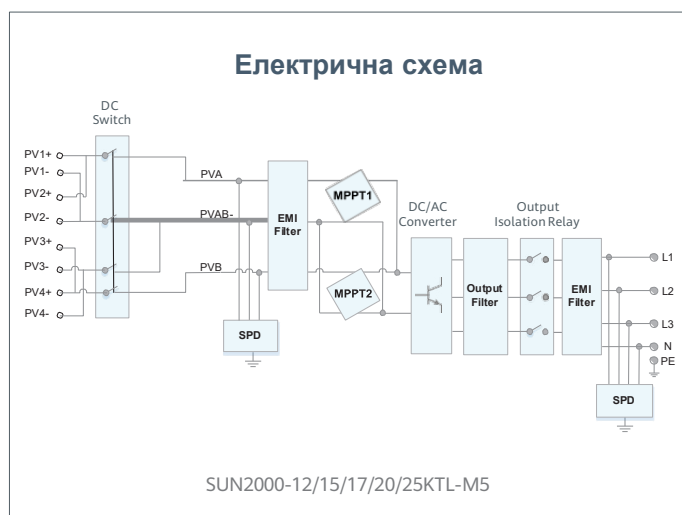 Електрична схема
DC
Switch
PV1+
PV1-
PV2+
PV2-
PV3+
PV3-
PV4+
PV4-
PVA
PVAB-
PVB
SPD
EMI
Filter
MPPT1
MPPT2
DC/AC
Converter
Output
Filter
Output
Isolation Relay
EMI
Filter
L1
L2
L3
N
PE
SPD
SUN2000-12/15/17/20/25KTL-M5